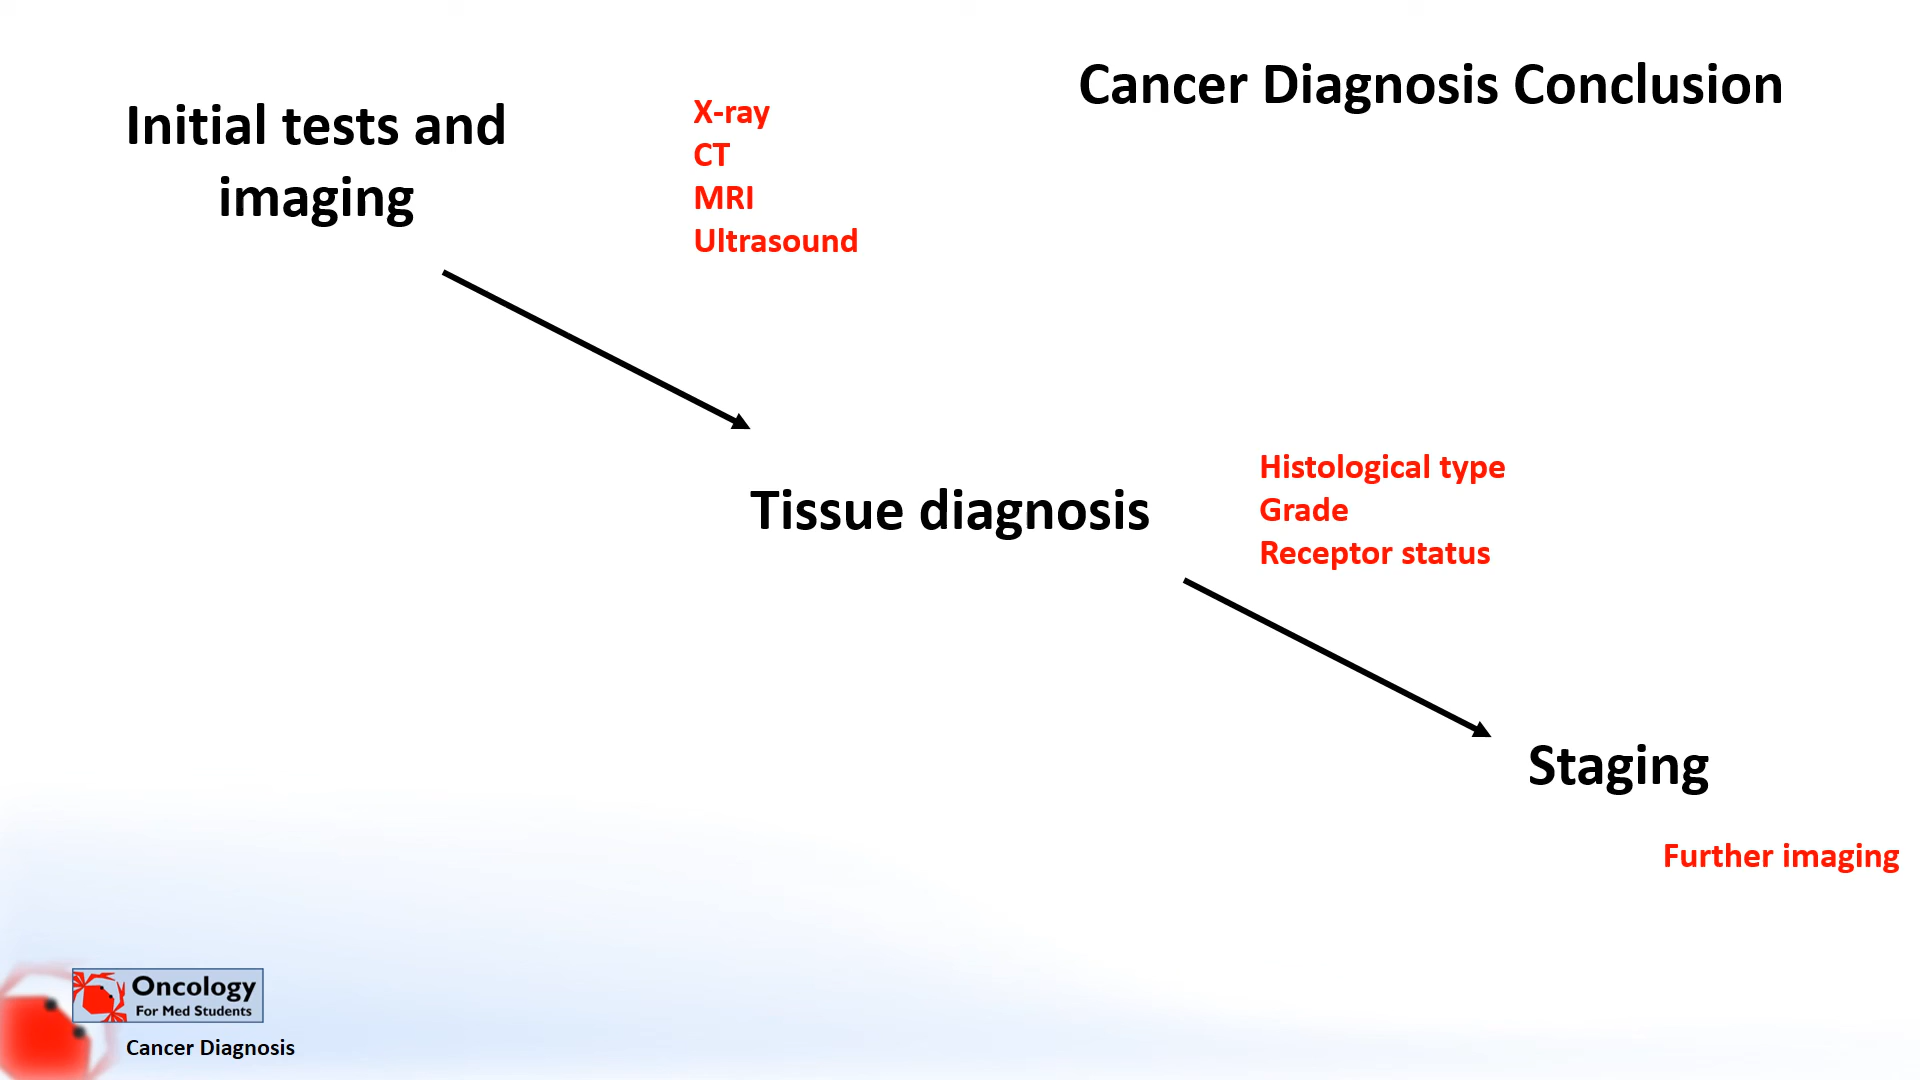 Cancer Diagnosis Conclusion
Initial tests and
imaging
X-ray
CT
MRI
Ultrasound
Tissue diagnosis
Histological type
Grade
Receptor status
Staging
Further imaging
Oncology
For Med Students
Cancer Diagnosis